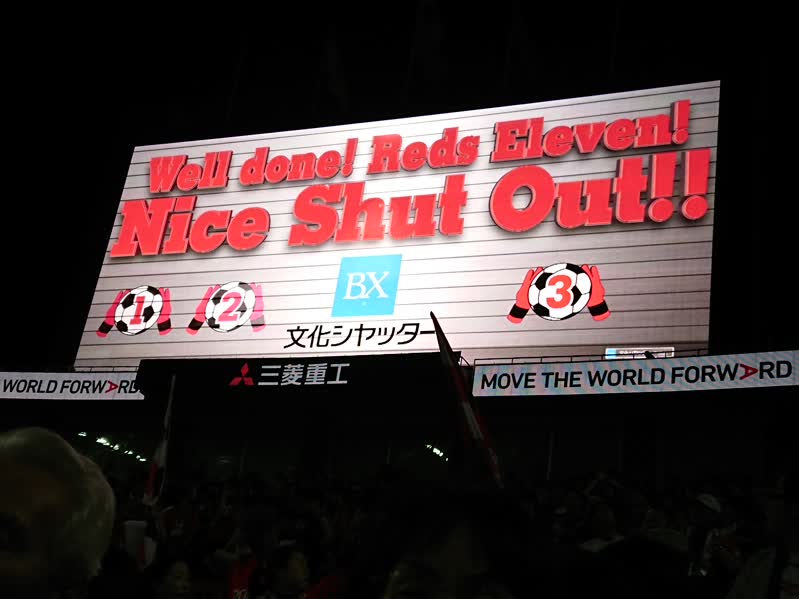 Well done! Reds Eleven!
Nice Shut Out!!
1 2 3
BX
文化シヤッター
三菱重工
WORLD FORWARD
MOVE THE WORLD FORWARD